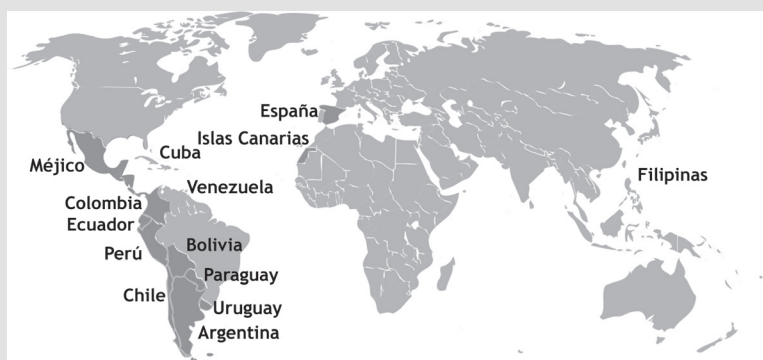 España
Islas Canarias
Cuba
Méjico
Filipinas
Venezuela
Colombia
Ecuador
Bolivia
Perú
Paraguay
Chile
Uruguay
Argentina